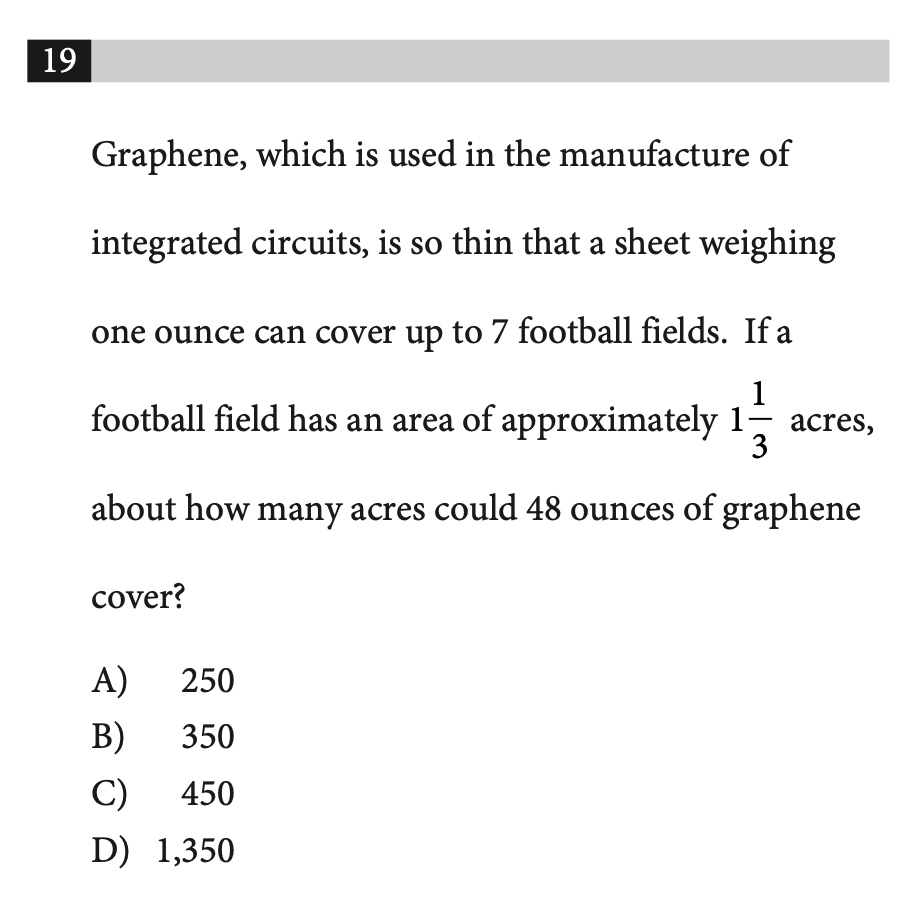 19
Graphene, which is used in the manufacture of
integrated circuits, is so thin that a sheet weighing
one ounce can cover up to 7 football fields.  If a
football field has an area of approximately 1 1/3 acres,
about how many acres could 48 ounces of graphene
cover?
A) 250
B) 350
C) 450
D) 1,350